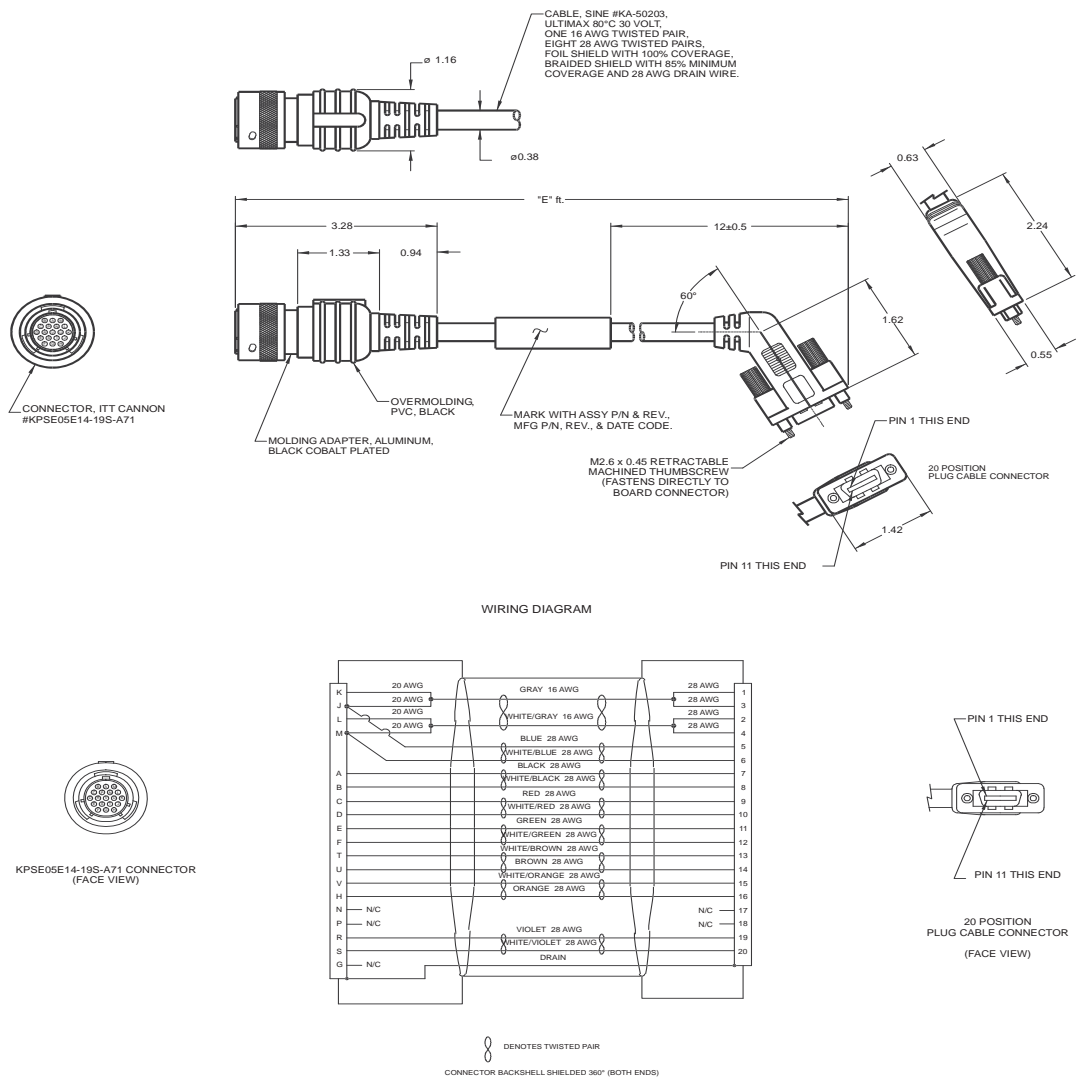 CABLE, SINE #KA-50203,
ULTIMAX 80°C 30 VOLT,
ONE 16 AWG TWISTED PAIR,
EIGHT 28 AWG TWISTED PAIRS,
FOIL SHIELD WITH 100% COVERAGE,
BRAIDED SHIELD WITH 85% MINIMUM
COVERAGE AND 28 AWG DRAIN WIRE.
ø 1.16
ø0.38
0.63
2.24
0.55
"E" ft.
3.28
12±0.5
1.33
0.94
60°
1.62
CONNECTOR, ITT CANNON
#KPSE05E14-19S-A71
OVERMOLDING,
PVC, BLACK
MOLDING ADAPTER, ALUMINUM,
BLACK COBALT PLATED
MARK WITH ASSY P/N & REV.,
MFG P/N, REV., & DATE CODE.
M2.6 x 0.45 RETRACTABLE
MACHINED THUMBSCREW
(FASTENS DIRECTLY TO
BOARD CONNECTOR)
PIN 1 THIS END
20 POSITION
PLUG CABLE CONNECTOR
1.42
PIN 11 THIS END
WIRING DIAGRAM
K 20 AWG GRAY 16 AWG 28 AWG 1
J 20 AWG 28 AWG 3
L 20 AWG WHITE/GRAY 16 AWG 28 AWG 2
M 20 AWG 28 AWG 4
BLUE 28 AWG 5
WHITE/BLUE 28 AWG 6
A BLACK 28 AWG 7
B WHITE/BLACK 28 AWG 8
C RED 28 AWG 9
D WHITE/RED 28 AWG 10
E GREEN 28 AWG 11
F WHITE/GREEN 28 AWG 12
T WHITE/BROWN 28 AWG 13
U BROWN 28 AWG 14
V WHITE/ORANGE 28 AWG 15
H ORANGE 28 AWG 16
N N/C N/C 17
P N/C N/C 18
R VIOLET 28 AWG 19
S WHITE/VIOLET 28 AWG 20
G N/C DRAIN
KPSE05E14-19S-A71 CONNECTOR
(FACE VIEW)
PIN 1 THIS END
PIN 11 THIS END
20 POSITION
PLUG CABLE CONNECTOR
(FACE VIEW)
DENOTES TWISTED PAIR
CONNECTOR BACKSHELL SHIELDED 360° (BOTH ENDS)